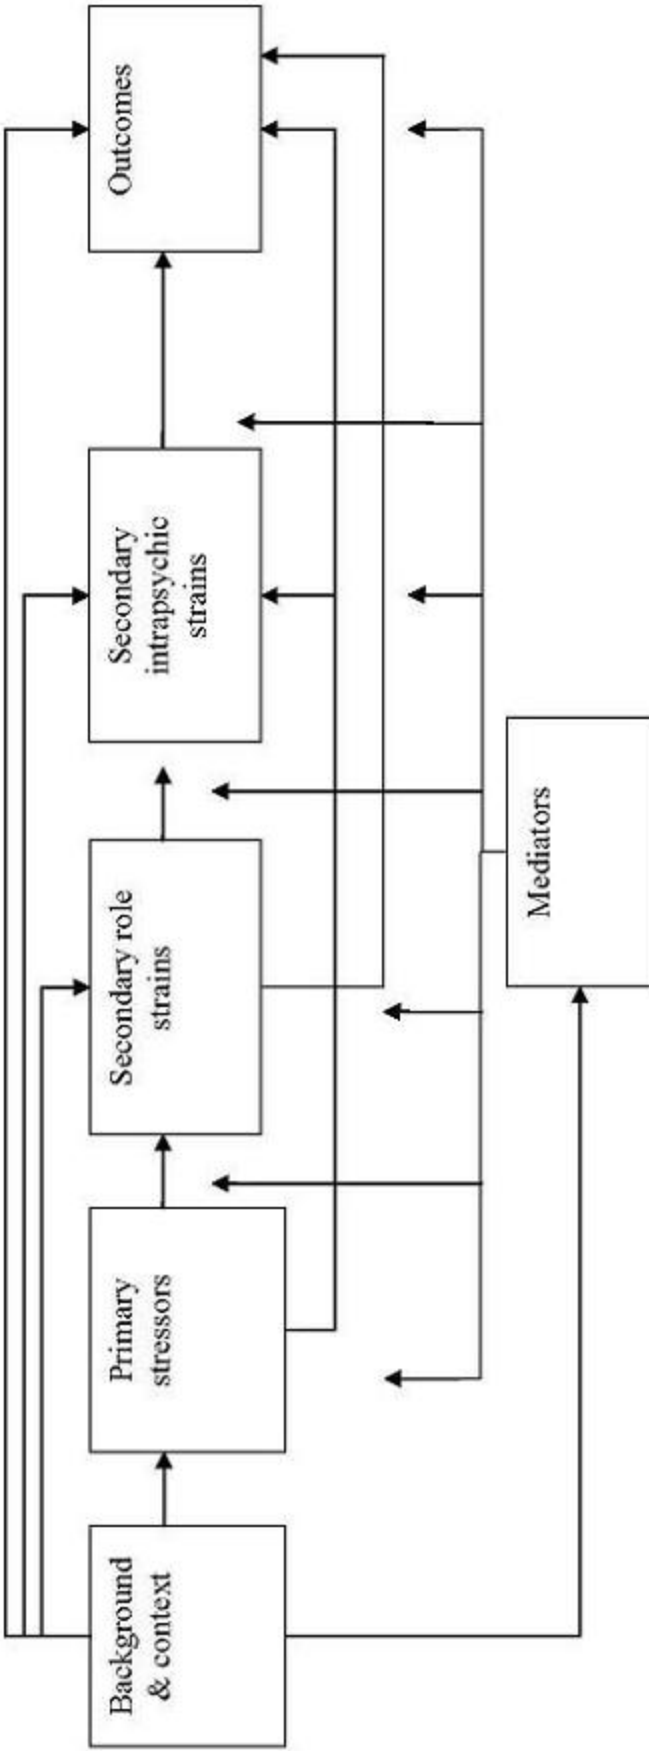 Background
& context
Primary
stressors
Secondary role
strains
Secondary
intrapsychic
strains
Outcomes
Mediators